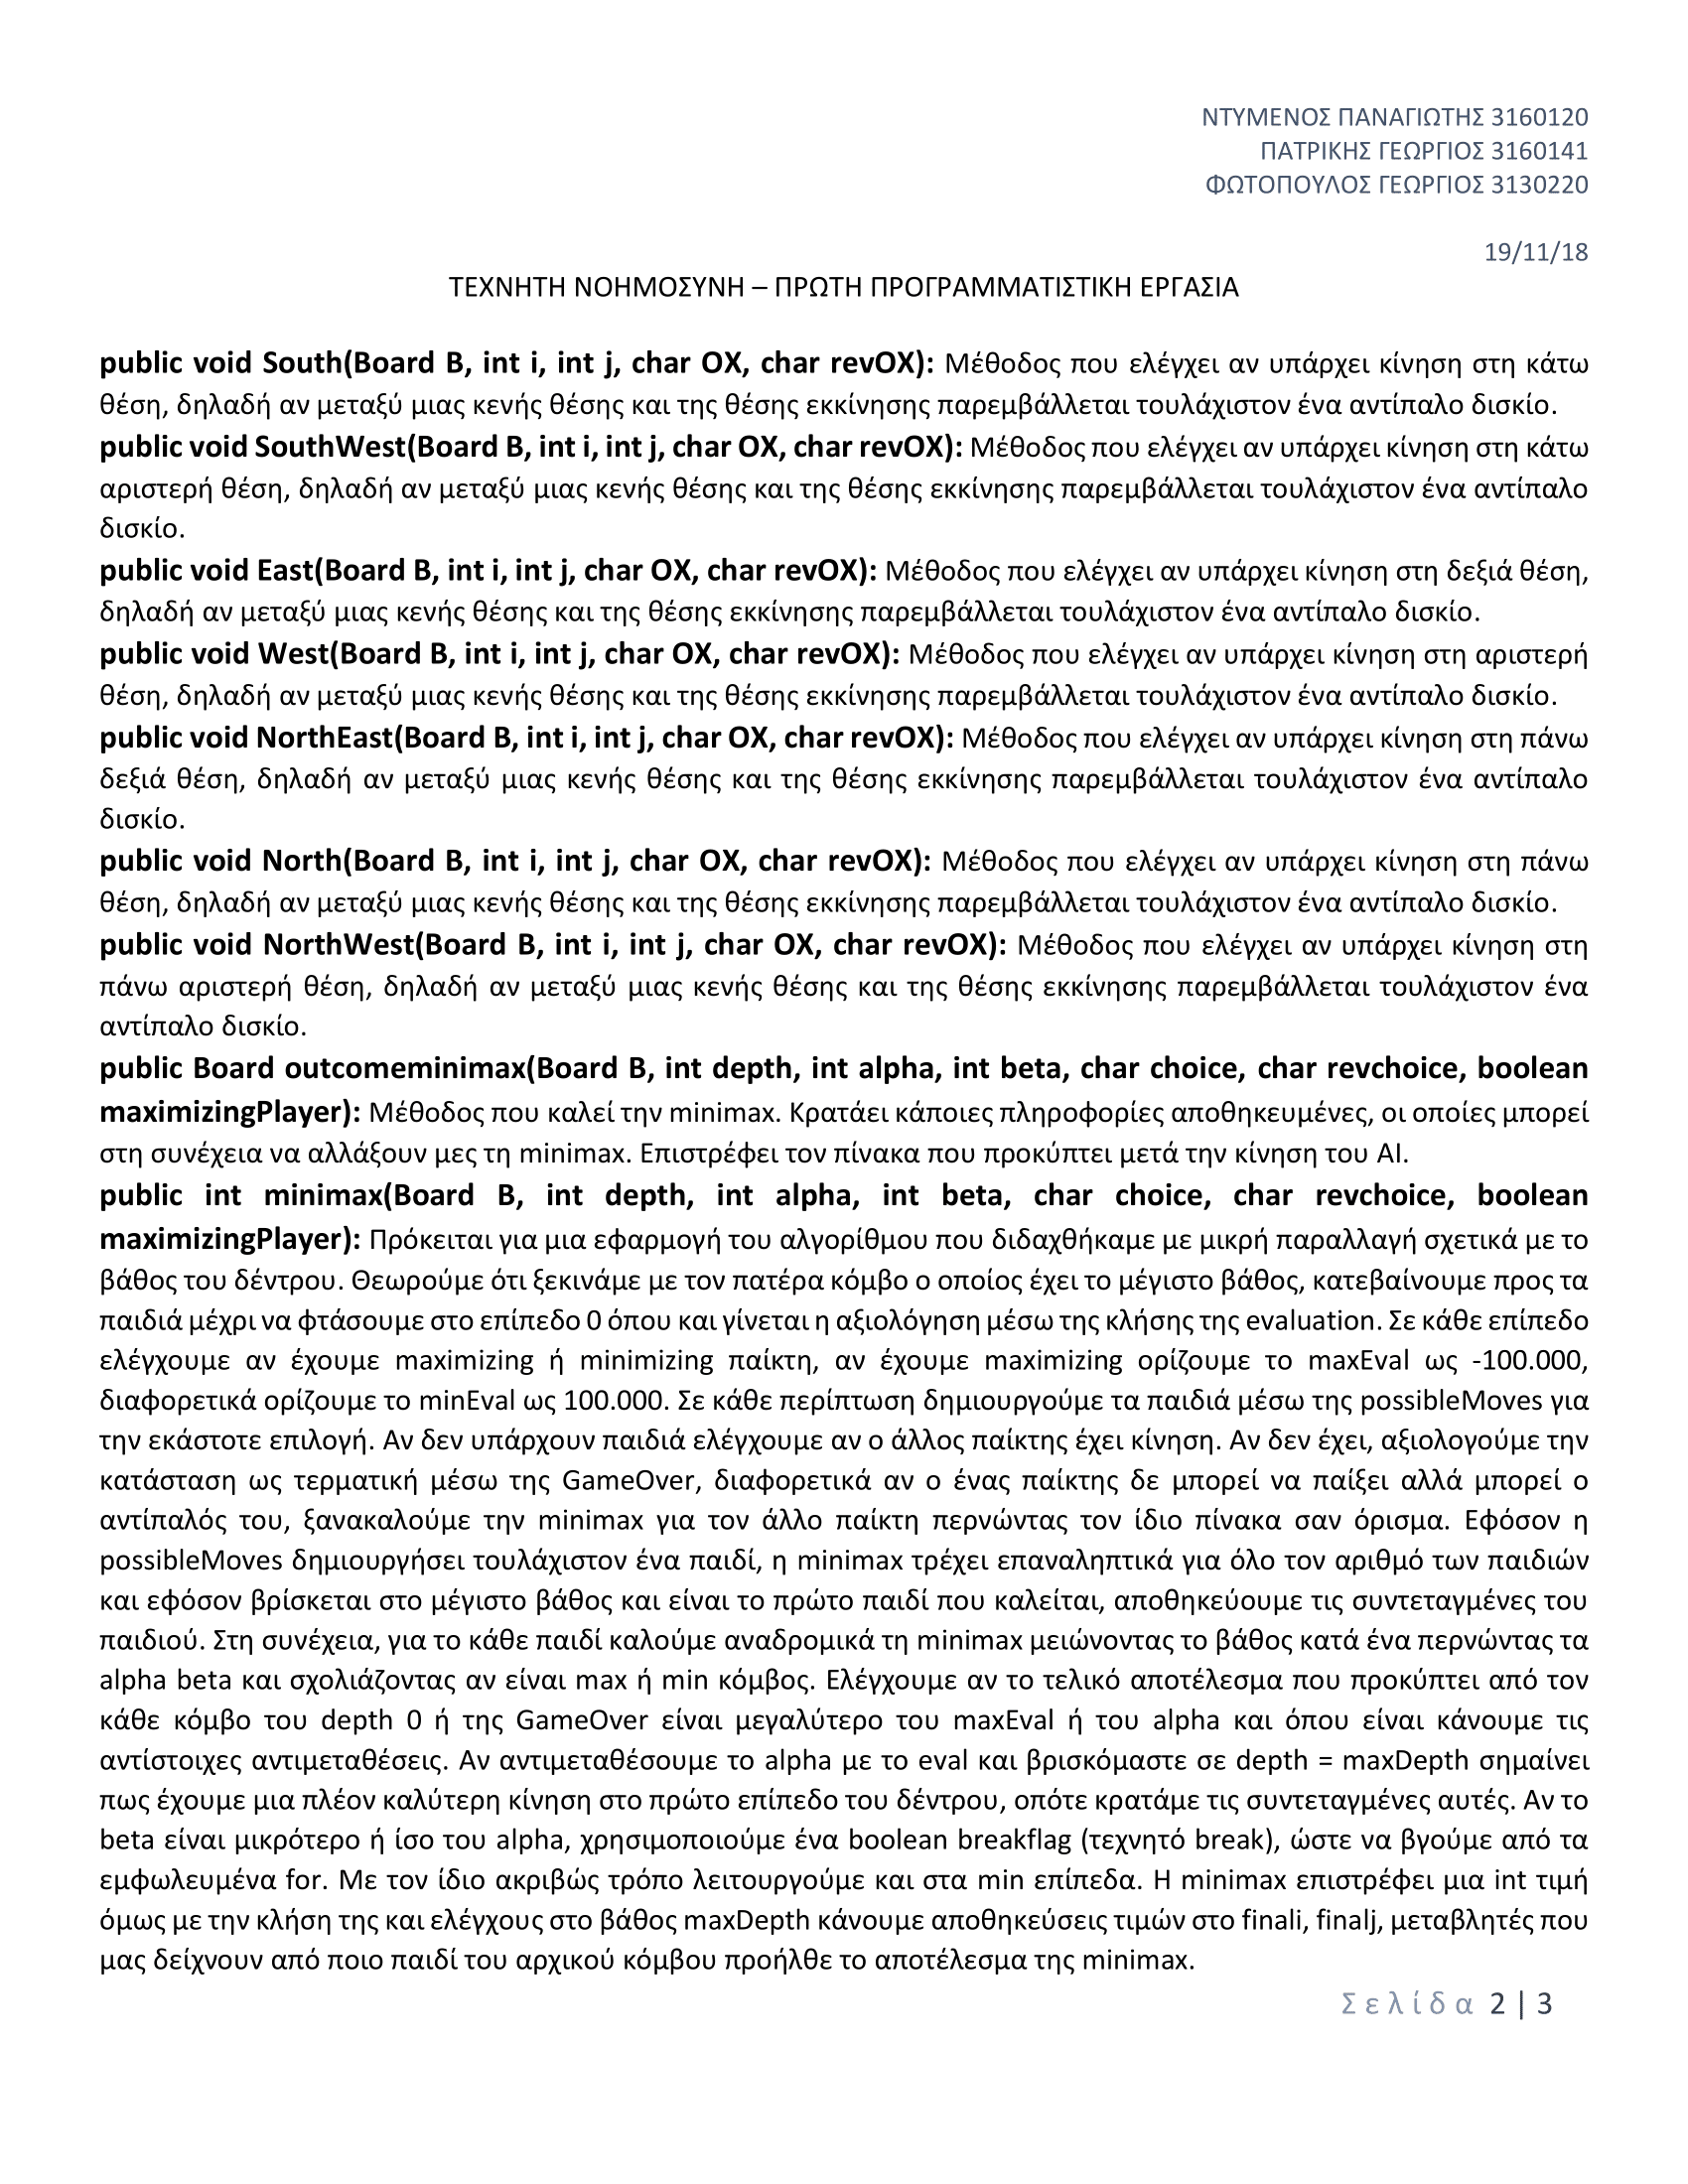 ΝΤΥΜΕΝΟΣ ΠΑΝΑΓΙΩΤΗΣ 3160120
ΠΑΤΡΙΚΗΣ ΓΕΩΡΓΙΟΣ 3160141
ΦΩΤΟΠΟΥΛΟΣ ΓΕΩΡΓΙΟΣ 3130220
19/11/18
ΤΕΧΝΗΤΗ ΝΟΗΜΟΣΥΝΗ – ΠΡΩΤΗ ΠΡΟΓΡΑΜΜΑΤΙΣΤΙΚΗ ΕΡΓΑΣΙΑ
public void South(Board B, int i, int j, char OX, char revOX): Μέθοδος που ελέγχει αν υπάρχει κίνηση στη κάτω
θέση, δηλαδή αν μεταξύ μιας κενής θέσης και της θέσης εκκίνησης παρεμβάλλεται τουλάχιστον ένα αντίπαλο δισκίο.
public void SouthWest(Board B, int i, int j, char OX, char revOX): Μέθοδος που ελέγχει αν υπάρχει κίνηση στη κάτω
αριστερή θέση, δηλαδή αν μεταξύ μιας κενής θέσης και της θέσης εκκίνησης παρεμβάλλεται τουλάχιστον ένα αντίπαλο
δισκίο.
public void East(Board B, int i, int j, char OX, char revOX): Μέθοδος που ελέγχει αν υπάρχει κίνηση στη δεξιά θέση,
δηλαδή αν μεταξύ μιας κενής θέσης και της θέσης εκκίνησης παρεμβάλλεται τουλάχιστον ένα αντίπαλο δισκίο.
public void West(Board B, int i, int j, char OX, char revOX): Μέθοδος που ελέγχει αν υπάρχει κίνηση στη αριστερή
θέση, δηλαδή αν μεταξύ μιας κενής θέσης και της θέσης εκκίνησης παρεμβάλλεται τουλάχιστον ένα αντίπαλο δισκίο.
public void NorthEast(Board B, int i, int j, char OX, char revOX): Μέθοδος που ελέγχει αν υπάρχει κίνηση στη πάνω
δεξιά θέση, δηλαδή αν μεταξύ μιας κενής θέσης και της θέσης εκκίνησης παρεμβάλλεται τουλάχιστον ένα αντίπαλο
δισκίο.
public void North(Board B, int i, int j, char OX, char revOX): Μέθοδος που ελέγχει αν υπάρχει κίνηση στη πάνω
θέση, δηλαδή αν μεταξύ μιας κενής θέσης και της θέσης εκκίνησης παρεμβάλλεται τουλάχιστον ένα αντίπαλο δισκίο.
public void NorthWest(Board B, int i, int j, char OX, char revOX): Μέθοδος που ελέγχει αν υπάρχει κίνηση στη
πάνω αριστερή θέση, δηλαδή αν μεταξύ μιας κενής θέσης και της θέσης εκκίνησης παρεμβάλλεται τουλάχιστον ένα
αντίπαλο δισκίο.
public Board outcomeminimax(Board B, int depth, int alpha, int beta, char choice, char revchoice, boolean
maximizingPlayer): Μέθοδος που καλεί την minimax. Κρατάει κάποιες πληροφορίες αποθηκευμένες, οι οποίες μπορεί
στη συνέχεια να αλλάξουν μες τη minimax. Επιστρέφει τον πίνακα που προκύπτει μετά την κίνηση του AI.
public int minimax(Board B, int depth, int alpha, int beta, char choice, char revchoice, boolean
maximizingPlayer): Πρόκειται για μια εφαρμογή του αλγορίθμου που διδαχθήκαμε με μικρή παραλλαγή σχετικά με το
βάθος του δέντρου. Θεωρούμε ότι ξεκινάμε με τον πατέρα κόμβο ο οποίος έχει το μέγιστο βάθος, κατεβαίνουμε προς τα
παιδιά μέχρι να φτάσουμε στο επίπεδο 0 όπου και γίνεται η αξιολόγηση μέσω της κλήσης της evaluation. Σε κάθε επίπεδο
ελέγχουμε αν έχουμε maximizing ή minimizing παίκτη, αν έχουμε maximizing ορίζουμε το maxEval ως -100.000,
διαφορετικά ορίζουμε το minEval ως 100.000. Σε κάθε περίπτωση δημιουργούμε τα παιδιά μέσω της possibleMoves για
την εκάστοτε επιλογή. Αν δεν υπάρχουν παιδιά ελέγχουμε αν ο άλλος παίκτης έχει κίνηση. Αν δεν έχει, αξιολογούμε την
κατάσταση ως τερματική μέσω της GameOver, διαφορετικά αν ο ένας παίκτης δε μπορεί να παίξει αλλά μπορεί ο
αντίπαλός του, ξανακαλούμε την minimax για τον άλλο παίκτη περνώντας τον ίδιο πίνακα σαν όρισμα. Εφόσον η
possibleMoves δημιουργήσει τουλάχιστον ένα παιδί, η minimax τρέχει επαναληπτικά για όλο τον αριθμό των παιδιών
και εφόσον βρίσκεται στο μέγιστο βάθος και είναι το πρώτο παιδί που καλείται, αποθηκεύουμε τις συντεταγμένες του
παιδιού. Στη συνέχεια, για το κάθε παιδί καλούμε αναδρομικά τη minimax μειώνοντας το βάθος κατά ένα περνώντας τα
alpha beta και σχολιάζοντας αν είναι max ή min κόμβος. Ελέγχουμε αν το τελικό αποτέλεσμα που προκύπτει από τον
κάθε κόμβο του depth 0 ή της GameOver είναι μεγαλύτερο του maxEval ή του alpha και όπου είναι κάνουμε τις
αντίστοιχες αντιμεταθέσεις. Αν αντιμεταθέσουμε το alpha με το eval και βρισκόμαστε σε depth = maxDepth σημαίνει
πως έχουμε μια πλέον καλύτερη κίνηση στο πρώτο επίπεδο του δέντρου, οπότε κρατάμε τις συντεταγμένες αυτές. Αν το
beta είναι μικρότερο ή ίσο του alpha, χρησιμοποιούμε ένα boolean breakflag (τεχνητό break), ώστε να βγούμε από τα
εμφωλευμένα for. Με τον ίδιο ακριβώς τρόπο λειτουργούμε και στα min επίπεδα. Η minimax επιστρέφει μια int τιμή
όμως με την κλήση της και ελέγχους στο βάθος maxDepth κάνουμε αποθηκεύσεις τιμών στο finali, finalj, μεταβλητές που
μας δείχνουν από ποιο παιδί του αρχικού κόμβου προήλθε το αποτέλεσμα της minimax.
Σελίδα 2 | 3